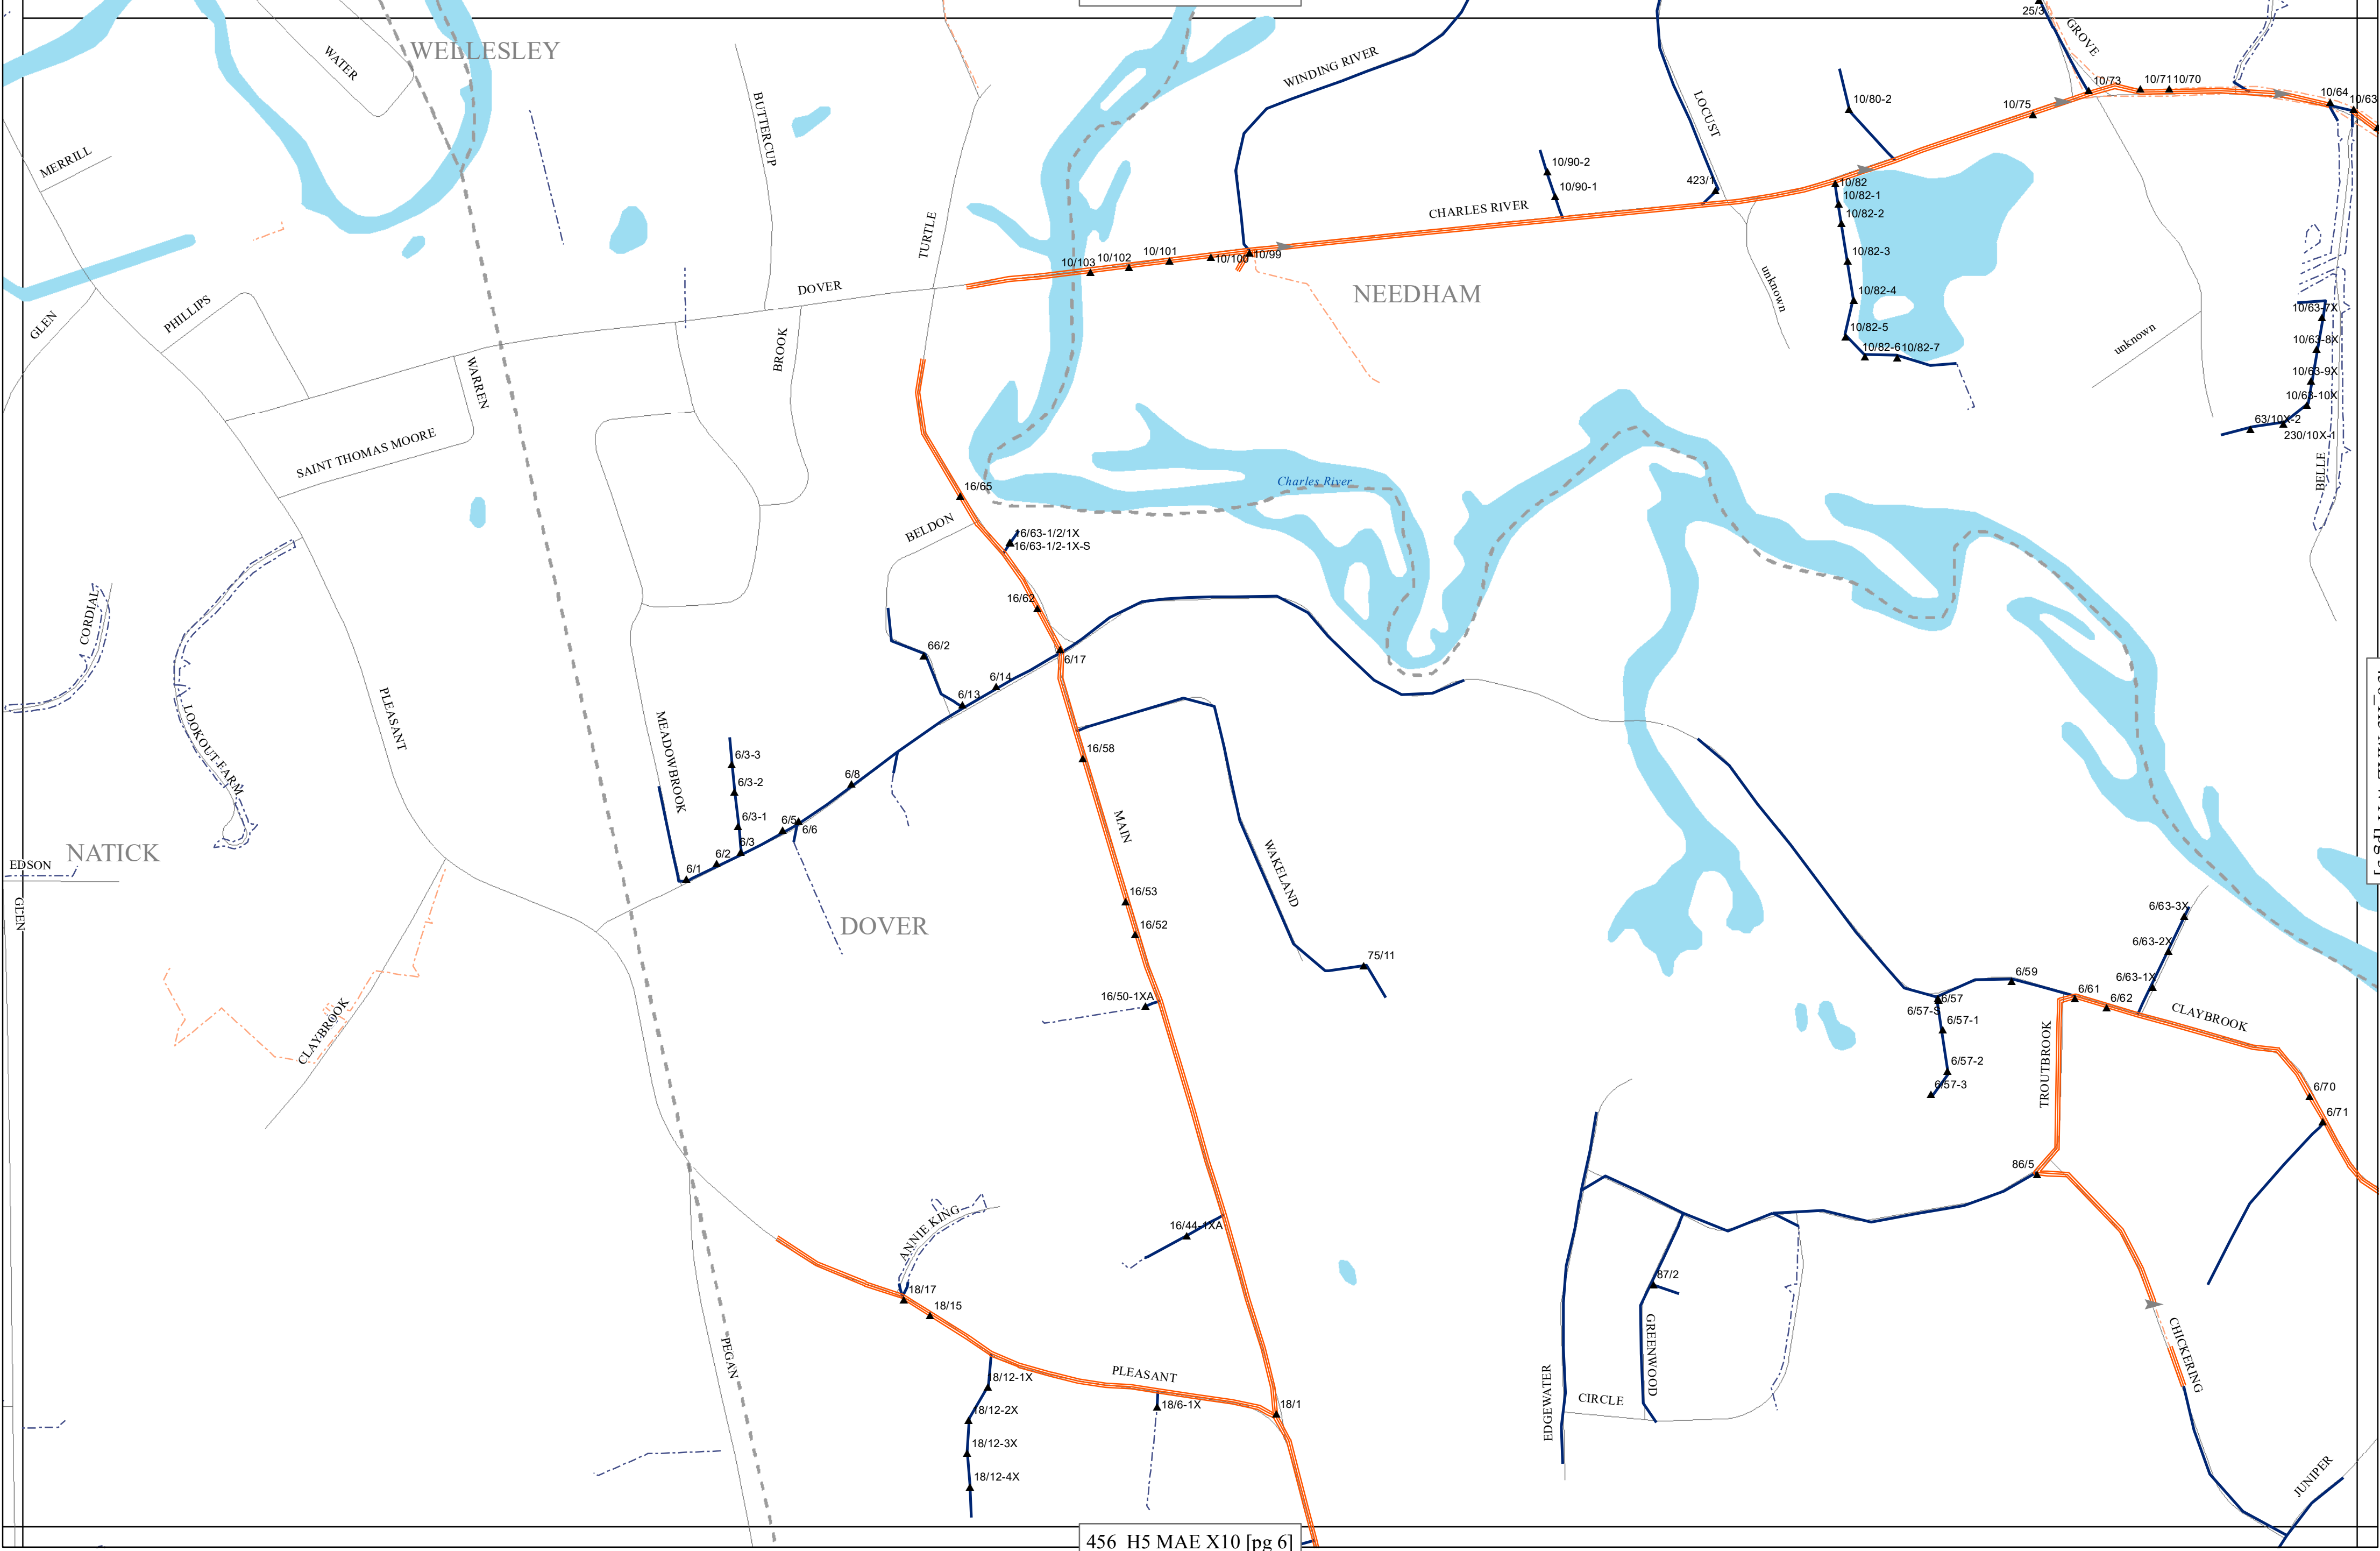 25/3
GROVE
WELLESLEY
WATER
WINDING RIVER
10/73
10/71
10/70
10/64
10/63
BUTTERCUP
LOCUST
10/80-2
10/75
MERRILL
10/90-2
10/90-1
423/1
10/82
10/82-1
10/82-2
CHARLES RIVER
TURTLE
10/103
10/102
10/101
10/100
10/99
10/82-3
DOVER
NEEDHAM
unknown
10/82-4
10/63-7X
GLEN
PHILLIPS
BROOK
10/82-5
10/82-6
10/82-7
unknown
10/63-8X
WARREN
10/63-9X
10/63-10X
63/10X-2
230/10X-1
SAINT THOMAS MOORE
BELLE
Charles River
16/65
BELDON
16/63-1/2/1X
16/63-1/2-1X-S
16/62
CORDIAL
66/2
6/17
6/14
6/13
PLEASANT
LOOKOUT FARM
MEADOWBROOK
6/3-3
6/3-2
6/3-1
6/8
16/58
MAIN
6/5
6/6
6/3
6/2
6/1
NATICK
EDSON
WAKELAND
GLEN
16/53
16/52
DOVER
75/11
6/63-3X
6/63-2X
6/63-1X
6/59
6/61
6/62
16/50-1XA
6/57
6/57-S
6/57-1
CLAYBROOK
CLAYBROOK
TROUTBROOK
6/57-2
6/57-3
6/70
6/71
86/5
ANNIE KING
16/44-1XA
18/17
18/15
87/2
PEGAN
GREENWOOD
CHICKERING
PLEASANT
18/12-1X
18/12-2X
18/6-1X
18/1
EDGEWATER
CIRCLE
18/12-3X
18/12-4X
JUNIPER
456 H5 MAE X10 [pg 6]